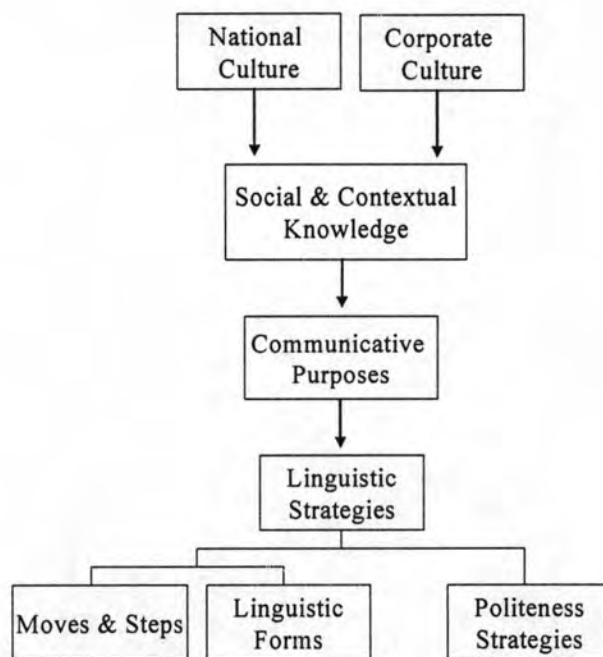 National
Culture
Corporate
Culture
Social & Contextual
Knowledge
Communicative
Purposes
Linguistic
Strategies
Moves & Steps
Linguistic
Forms
Politeness
Strategies